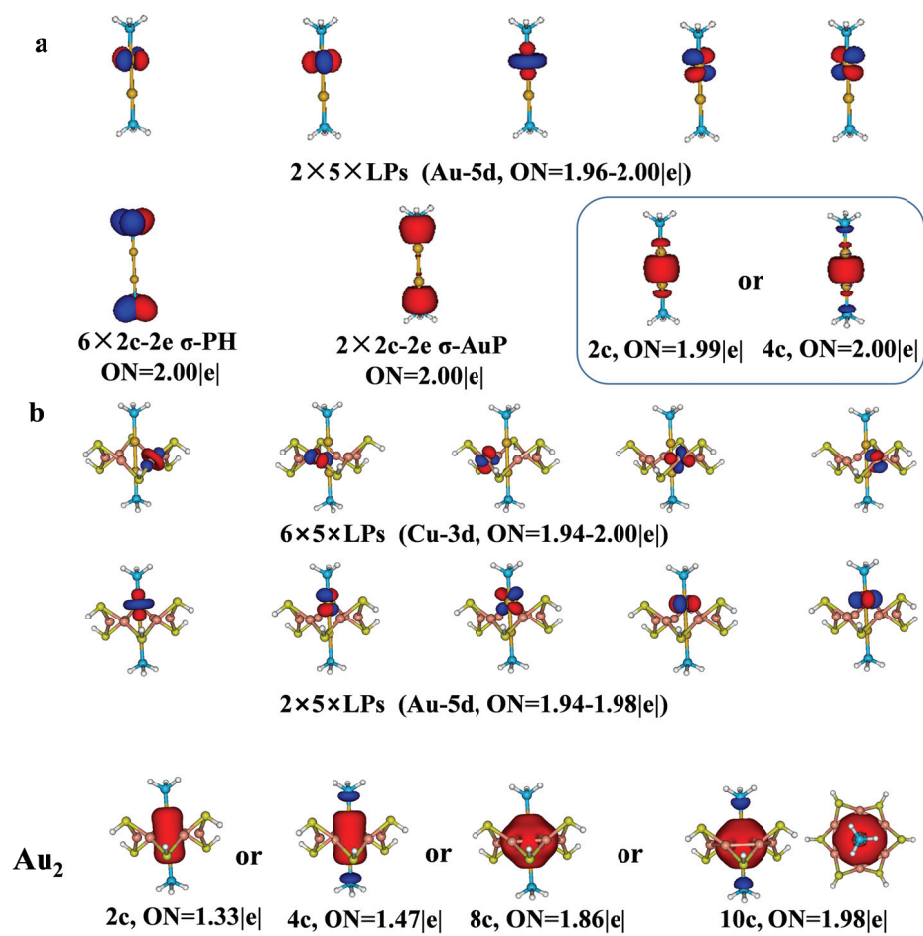 a
2×5×LPs (Au-5d, ON=1.96-2.00|e|)
6×2c-2e σ-PH
ON=2.00|e|
2×2c-2e σ-AuP
ON=2.00|e|
or
2c, ON=1.99|e|
4c, ON=2.00|e|
b
6×5×LPs (Cu-3d, ON=1.94-2.00|e|)
2×5×LPs (Au-5d, ON=1.94-1.98|e|)
Au₂
or
or
or
2c, ON=1.33|e|
4c, ON=1.47|e|
8c, ON=1.86|e|
10c, ON=1.98|e|